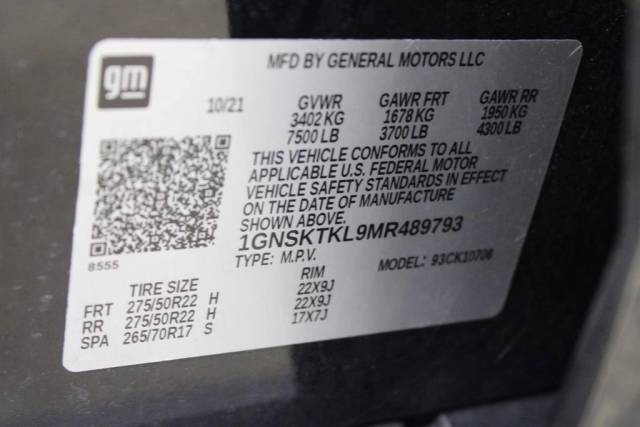 gm
MFD BY GENERAL MOTORS LLC
10/21 GVWR GAWR FRT GAWR RR
3402 KG 1678 KG 1950 KG
7500 LB 3700 LB 4300 LB
THIS VEHICLE CONFORMS TO ALL
APPLICABLE U.S. FEDERAL MOTOR
VEHICLE SAFETY STANDARDS IN EFFECT
ON THE DATE OF MANUFACTURE
SHOWN ABOVE.
1GNSKTKL9MR489793
8555
TYPE: M.P.V. MODEL: 93CK10706
TIRE SIZE RIM
FRT 275/50R22 H 22X9J
RR 275/50R22 H 22X9J
SPA 265/70R17 S 17X7J